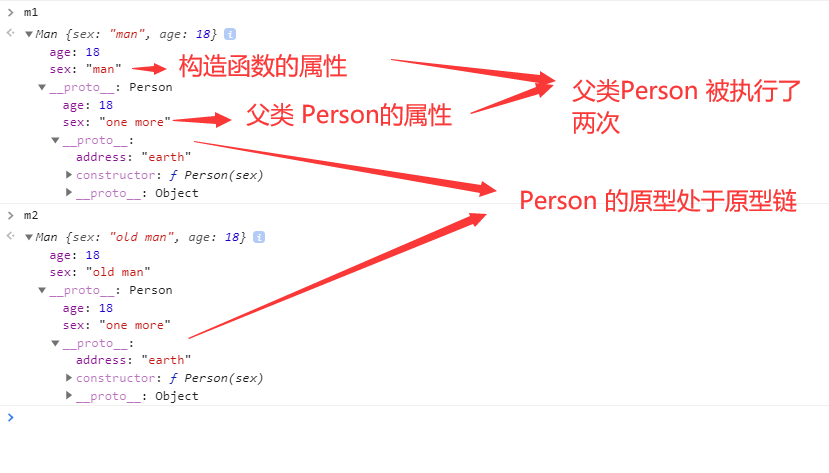 m1
Man {sex: "man", age: 18} i
age: 18
sex: "man"
构造函数的属性
__proto__: Person
age: 18
sex: "one more"
父类 Person的属性
父类Person 被执行了
两次
__proto__:
address: "earth"
constructor: ƒ Person(sex)
__proto__: Object
Person 的原型处于原型链
m2
Man {sex: "old man", age: 18} i
age: 18
sex: "old man"
__proto__: Person
age: 18
sex: "one more"
__proto__:
address: "earth"
constructor: ƒ Person(sex)
__proto__: Object